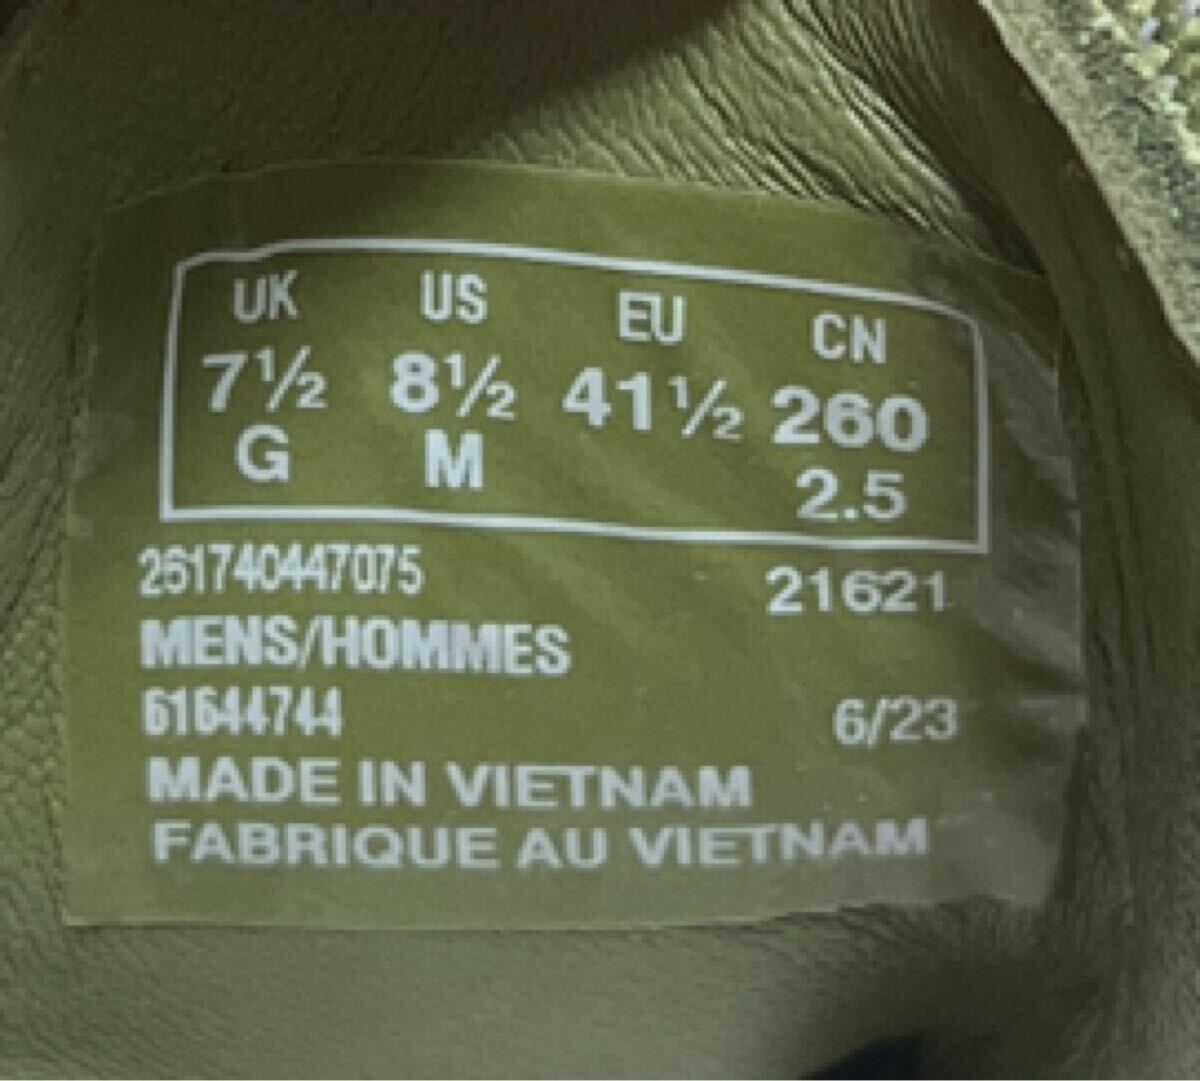 UK US EU CN
7½ 8½ 41½ 260
G M 2.5
261740447075 21621
MENS/HOMMES
61644744 6/23
MADE IN VIETNAM
FABRIQUE AU VIETNAM